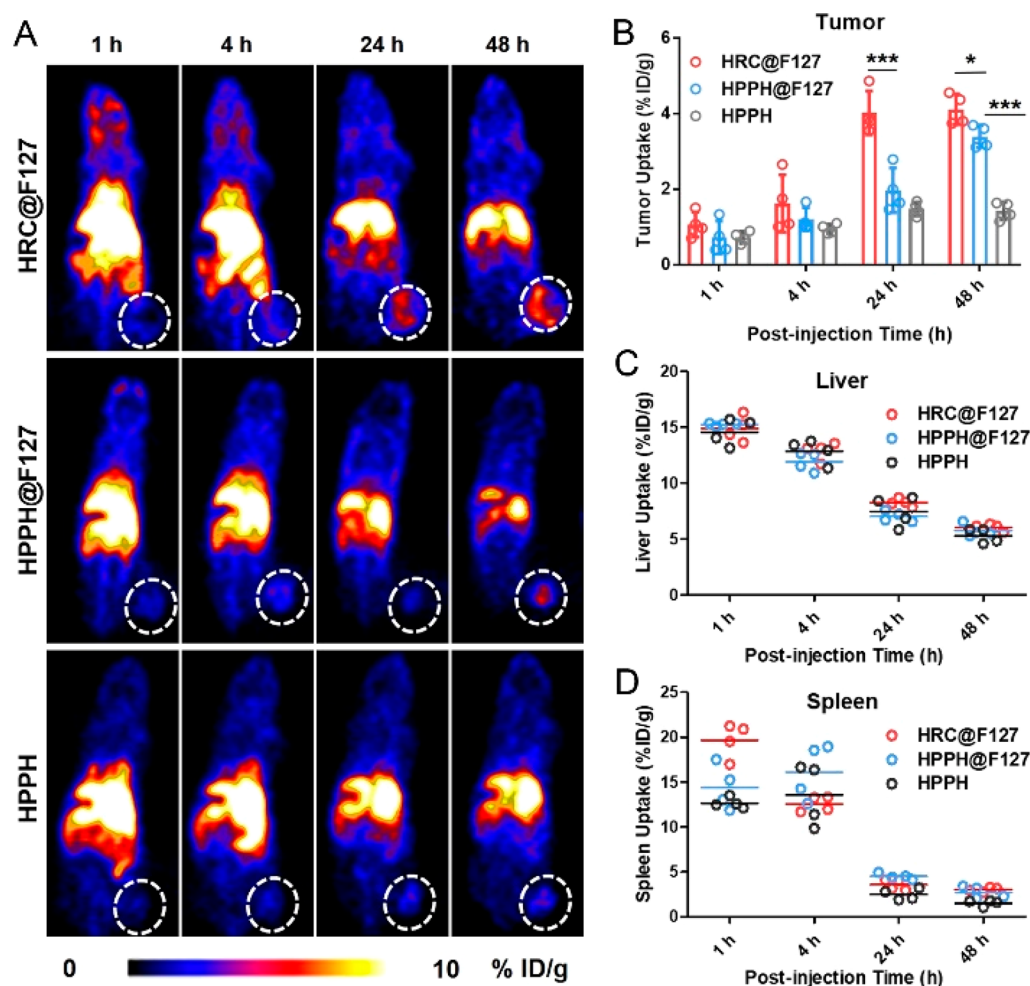 A
1 h 4 h 24 h 48 h
HRC@F127
HPPH@F127
HPPH
0 10 % ID/g
B
Tumor
HRC@F127
HPPH@F127
HPPH
***
*
***
Tumor Uptake (% ID/g)
6
4
2
0
1 h 4 h 24 h 48 h
Post-injection Time (h)
C
Liver
HRC@F127
HPPH@F127
HPPH
Liver Uptake (%ID/g)
20
15
10
5
0
1 h 4 h 24 h 48 h
Post-injection Time (h)
D
Spleen
HRC@F127
HPPH@F127
HPPH
Spleen Uptake (%ID/g)
25
20
15
10
5
0
1 h 4 h 24 h 48 h
Post-injection Time (h)